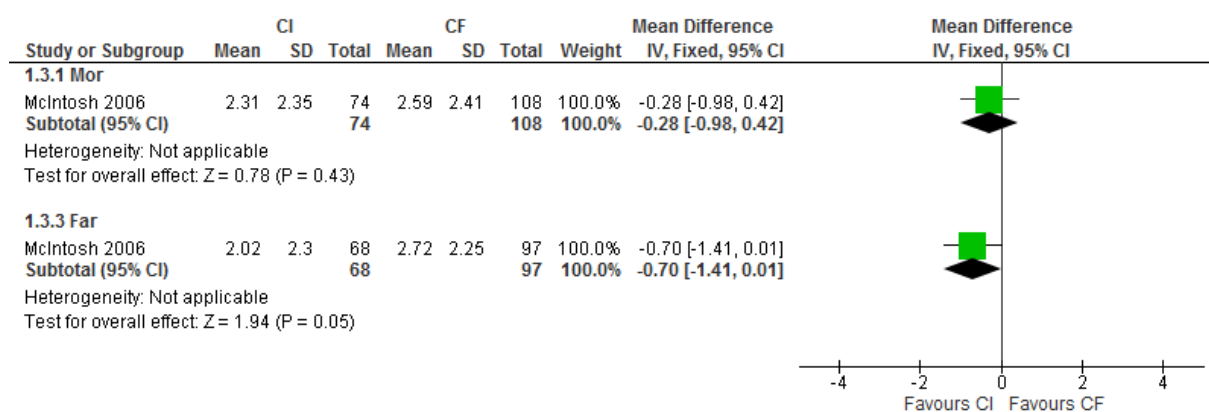 CI CF Mean Difference Mean Difference
Study or Subgroup Mean SD Total Mean SD Total Weight IV, Fixed, 95% CI IV, Fixed, 95% CI
1.3.1 Mor
McIntosh 2006 2.31 2.35 74 2.59 2.41 108 100.0% -0.28 [-0.98, 0.42]
Subtotal (95% CI) 74 108 100.0% -0.28 [-0.98, 0.42]
Heterogeneity: Not applicable
Test for overall effect: Z = 0.78 (P = 0.43)
1.3.3 Far
McIntosh 2006 2.02 2.3 68 2.72 2.25 97 100.0% -0.70 [-1.41, 0.01]
Subtotal (95% CI) 68 97 100.0% -0.70 [-1.41, 0.01]
Heterogeneity: Not applicable
Test for overall effect: Z = 1.94 (P = 0.05)
-4 -2 0 2 4
Favours CI Favours CF